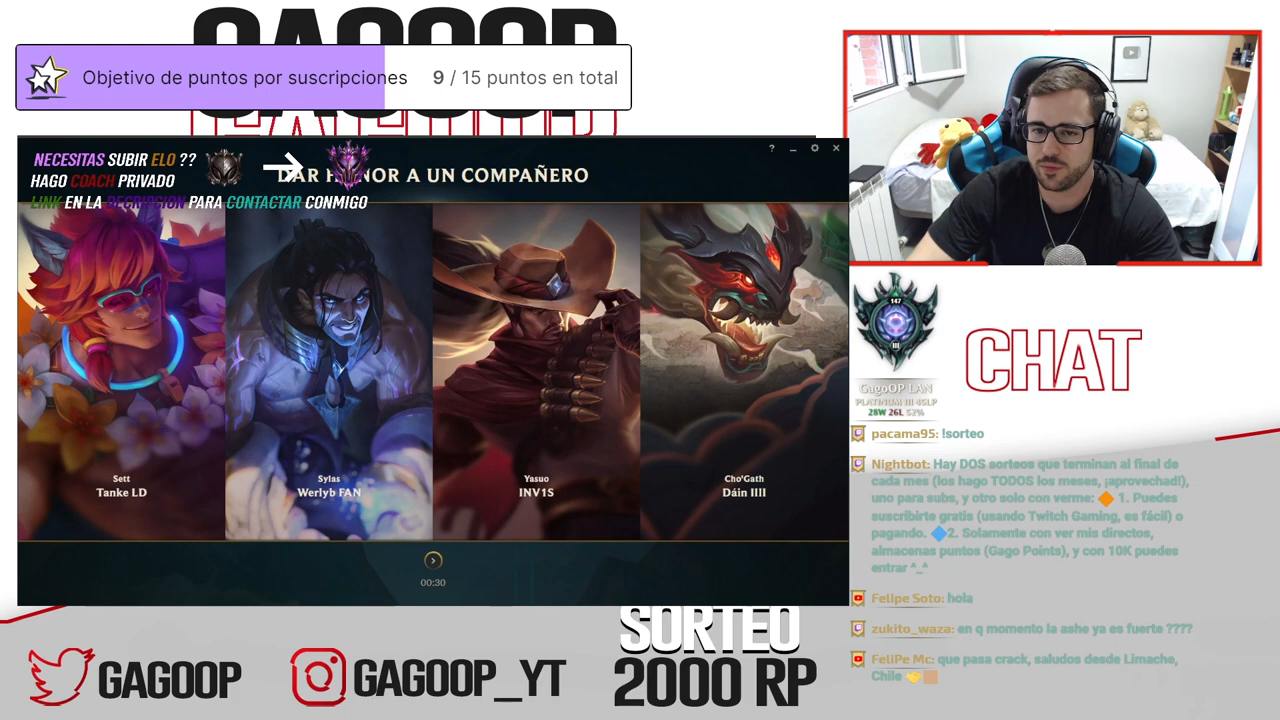 GAGOOP
Objetivo de puntos por suscripciones 9 / 15 puntos en total
NECESITAS SUBIR ELO ??
HAGO COACH PRIVADO
LINK EN LA DECRIPCION PARA CONTACTAR CONMIGO
DAR HONOR A UN COMPAÑERO
Sett
Tanke LD
Sylas
Werlyb FAN
Yasuo
INV1S
Cho'Gath
Dáin IIII
00:30
147
III
GagoOP LAN
PLATINUM III 45LP
28W 26L 52%
CHAT
pacama95: !sorteo
Nightbot: Hay DOS sorteos que terminan al final de
cada mes (los hago TODOS los meses, ¡aprovechad!),
uno para subs, y otro solo con verme: 🔶 1. Puedes
suscribirte gratis (usando Twitch Gaming, es fácil) o
pagando. 🔷2. Solamente con ver mis directos,
almacenas puntos (Gago Points), y con 10K puedes
entrar ^_^
Felipe Soto: hola
zukito_waza: en q momento la ashe ya es fuerte ????
FeliPe Mc: que pasa crack, saludos desde Limache,
Chile
SORTEO
2000 RP
GAGOOP
GAGOOP_YT